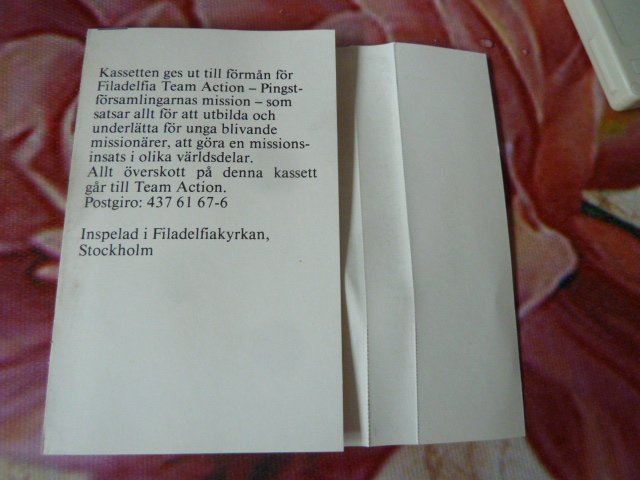 Kassetten ges ut till förmån för
Filadelfia Team Action – Pingst-
församlingarnas mission – som
satsar allt för att utbilda och
underlätta för unga blivande
missionärer, att göra en missions-
insats i olika världsdelar.
Allt överskott på denna kassett
går till Team Action.
Postgiro: 437 61 67-6
Inspelad i Filadelfiakyrkan,
Stockholm